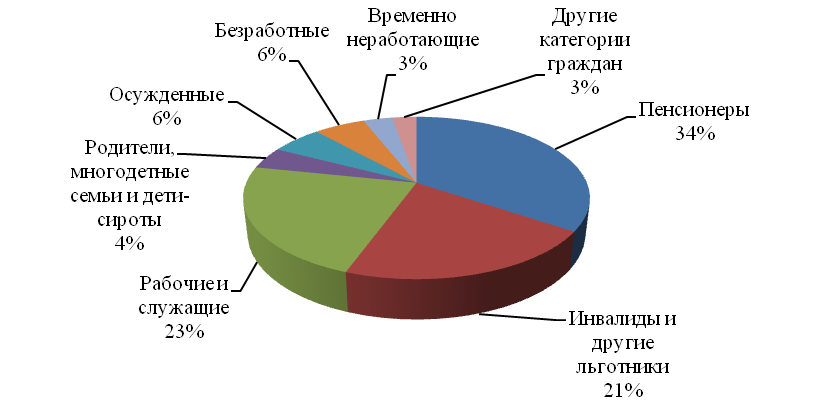 Безработные
6%
Временно
неработающие
3%
Другие
категории
граждан
3%
Пенсионеры
34%
Осужденные
6%
Родители,
многодетные
семьи и дети-
сироты
4%
Рабочие и
служащие
23%
Инвалиды и
другие
льготники
21%